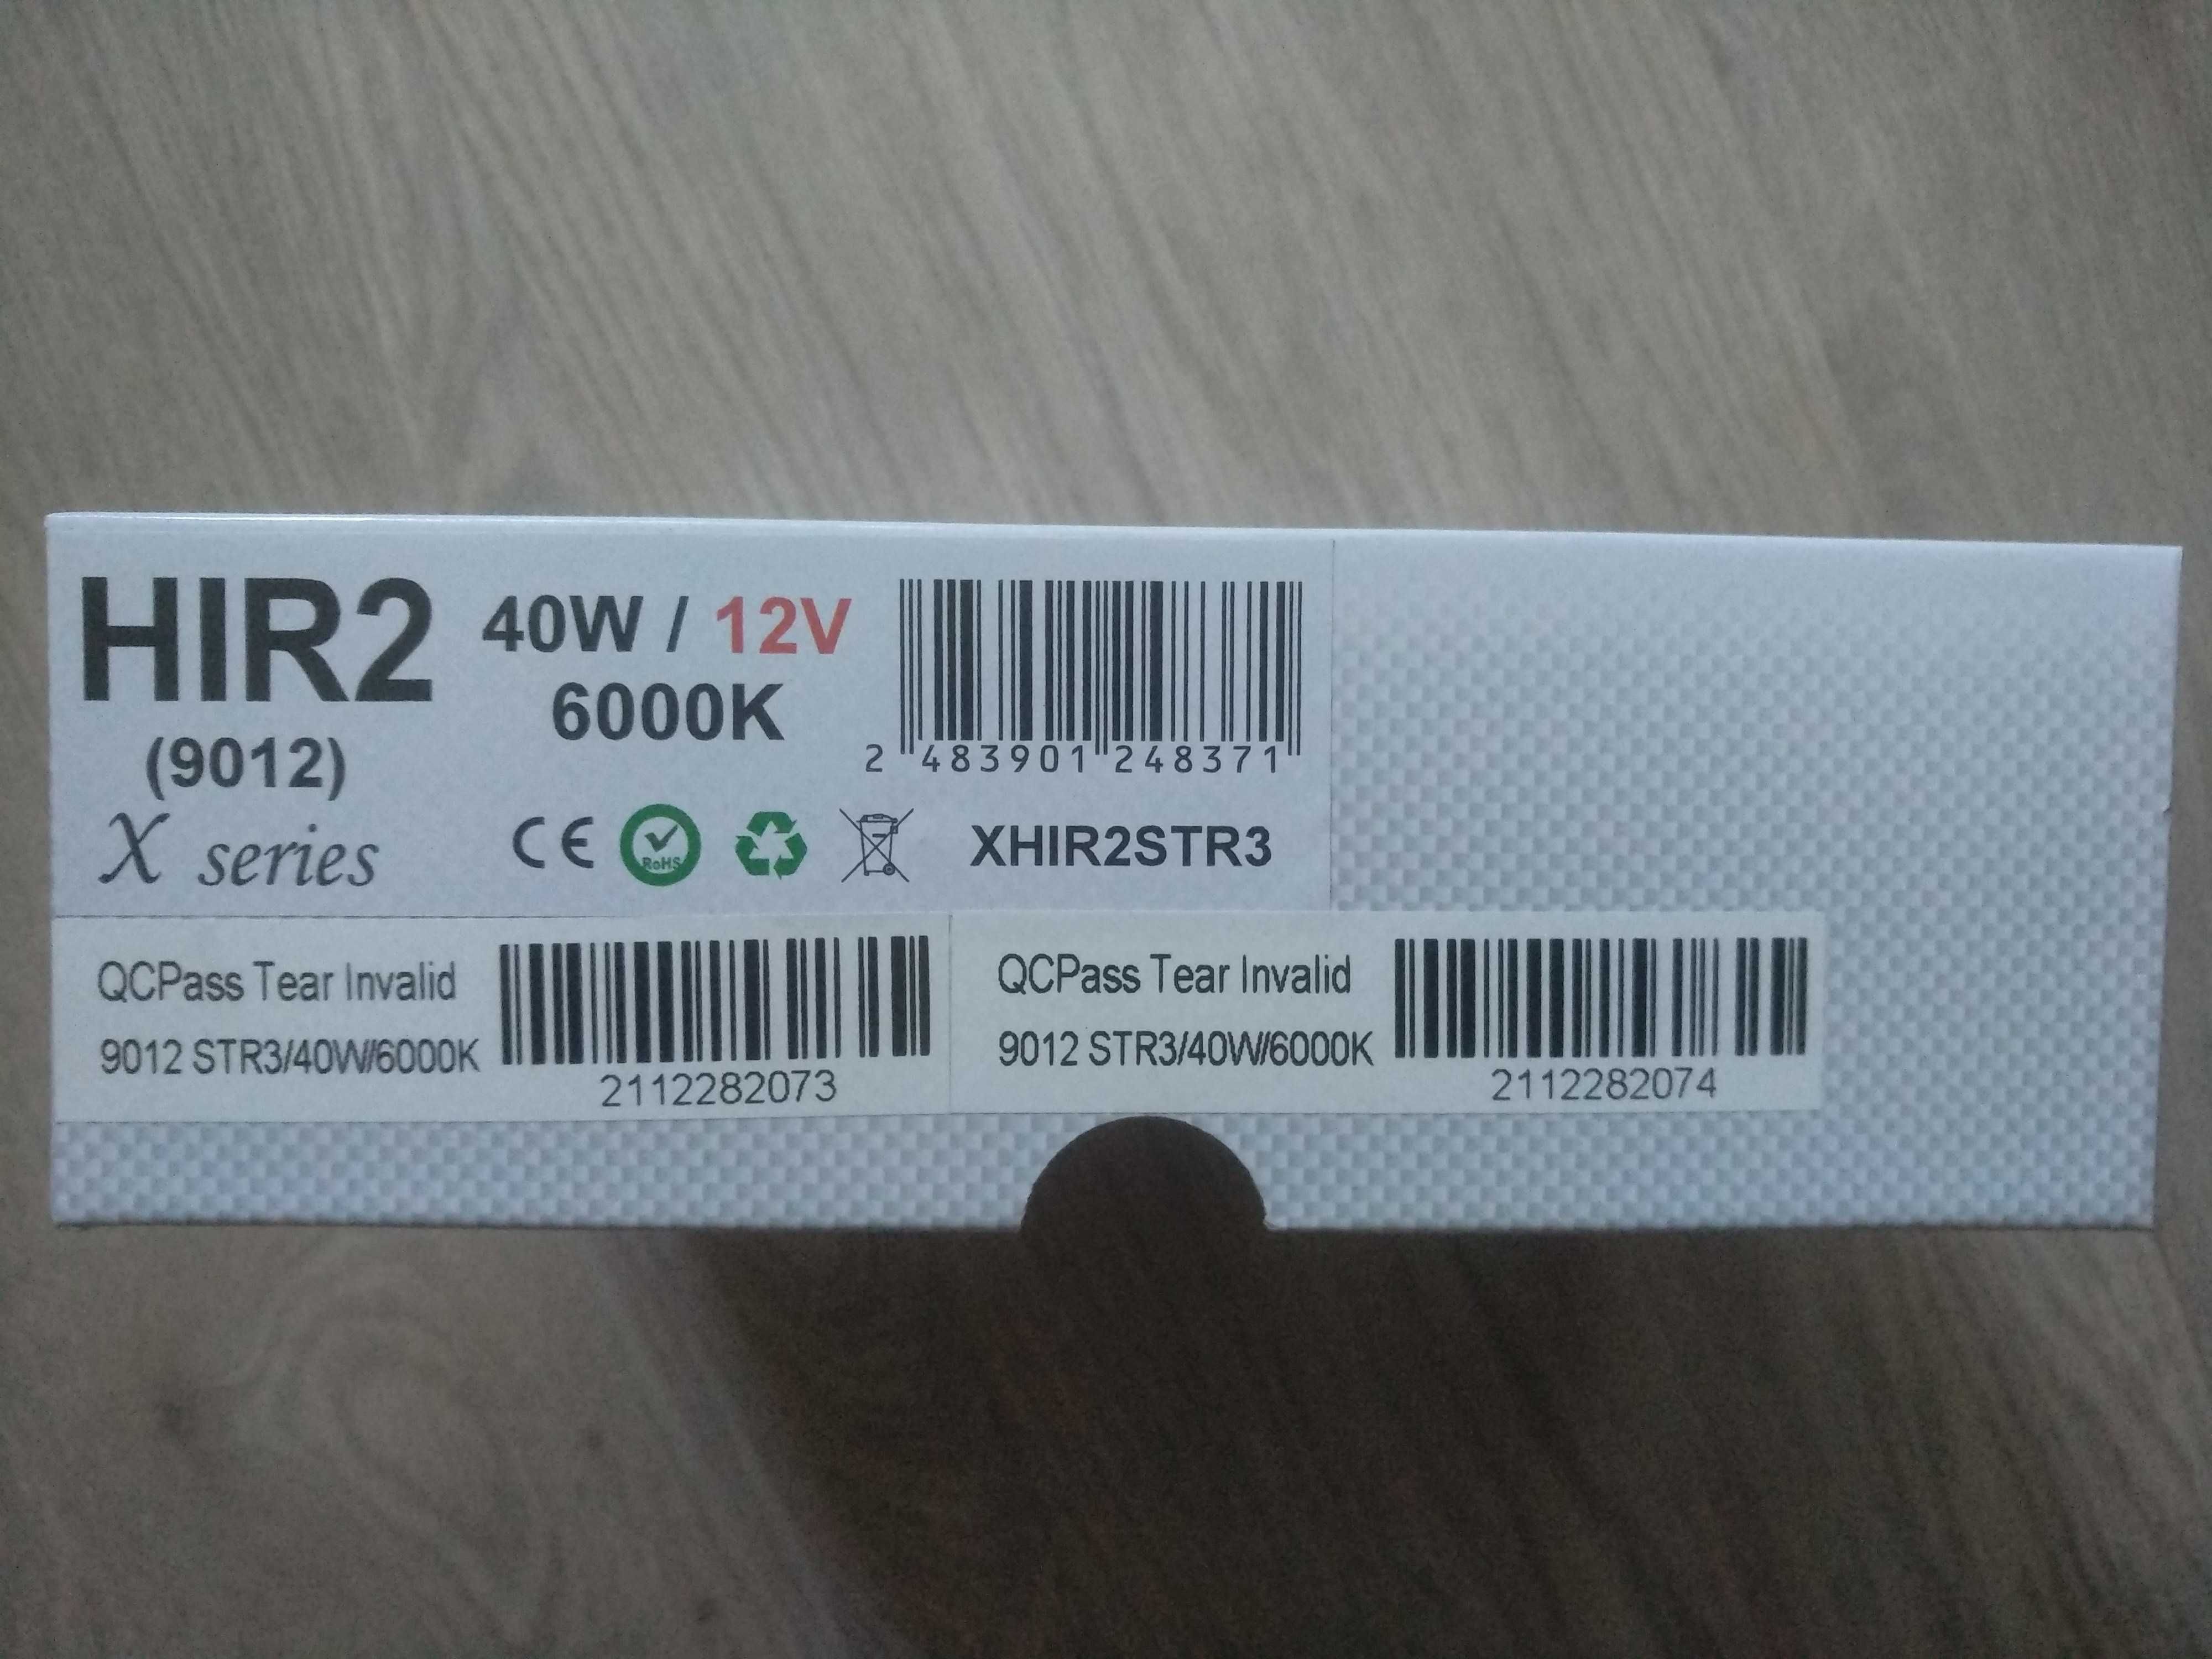 HIR2
(9012)
X series
40W / 12V
6000K
2 483901 248371
CE
RoHS
XHIR2STR3
QCPass Tear Invalid
9012 STR3/40W/6000K
2112282073
QCPass Tear Invalid
9012 STR3/40W/6000K
2112282074